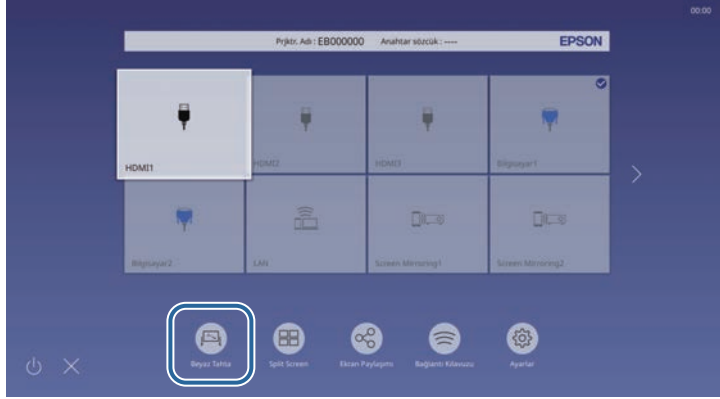 00:00
Prjktr. Adı : EB000000 Anahtar sözcük : ---- EPSON
HDMI1 HDMI2 HDMI3 Bilgisayar1
Bilgisayar2 LAN Screen Mirroring1 Screen Mirroring2
Beyaz Tahta Split Screen Ekran Paylaşımı Bağlantı Kılavuzu Ayarlar